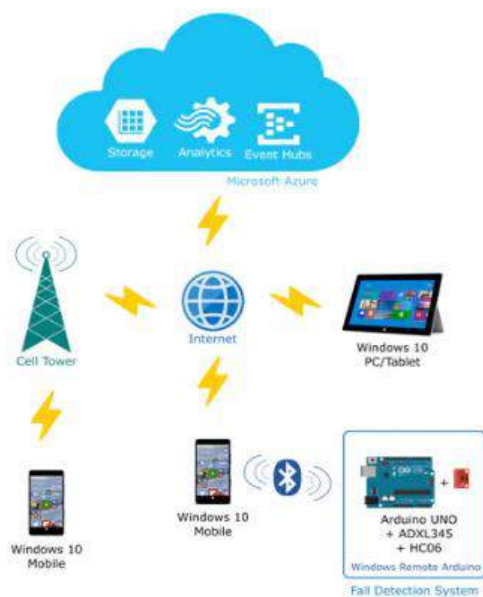 Storage
Analytics
Event Hubs
Microsoft Azure
Cell Tower
Internet
Windows 10
PC/Tablet
Windows 10
Mobile
Windows 10
Mobile
+
Arduino UNO
+ ADXL345
+ HC06
Windows Remote Arduino
Fall Detection System